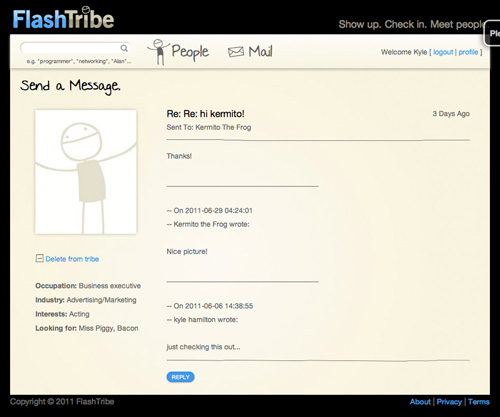 FlashTribe
Show up. Check in. Meet people
e.g. "programmer", "networking", "Alan"...
People
Mail
Welcome Kyle [ logout | profile ]
Send a Message.
Re: Re: hi kermito!
3 Days Ago
Sent To: Kermito The Frog
Thanks!
-- On 2011-06-29 04:24:01
-- Kermito the Frog wrote:
Nice picture!
Delete from tribe
Occupation: Business executive
Industry: Advertising/Marketing
Interests: Acting
Looking for: Miss Piggy, Bacon
-- On 2011-06-06 14:38:55
-- kyle hamilton wrote:
just checking this out...
REPLY
Copyright © 2011 FlashTribe
About | Privacy | Terms